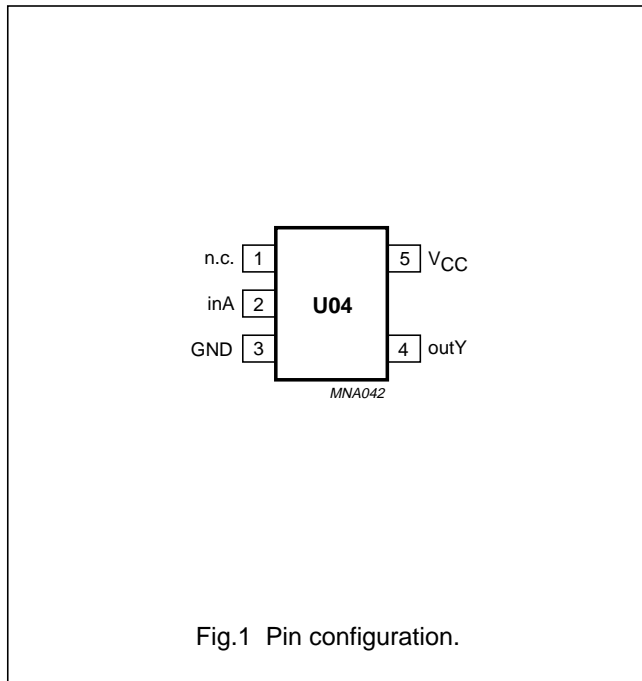 n.c. 1 5 VCC
inA 2 U04
GND 3 4 outY
MNA042
Fig.1 Pin configuration.